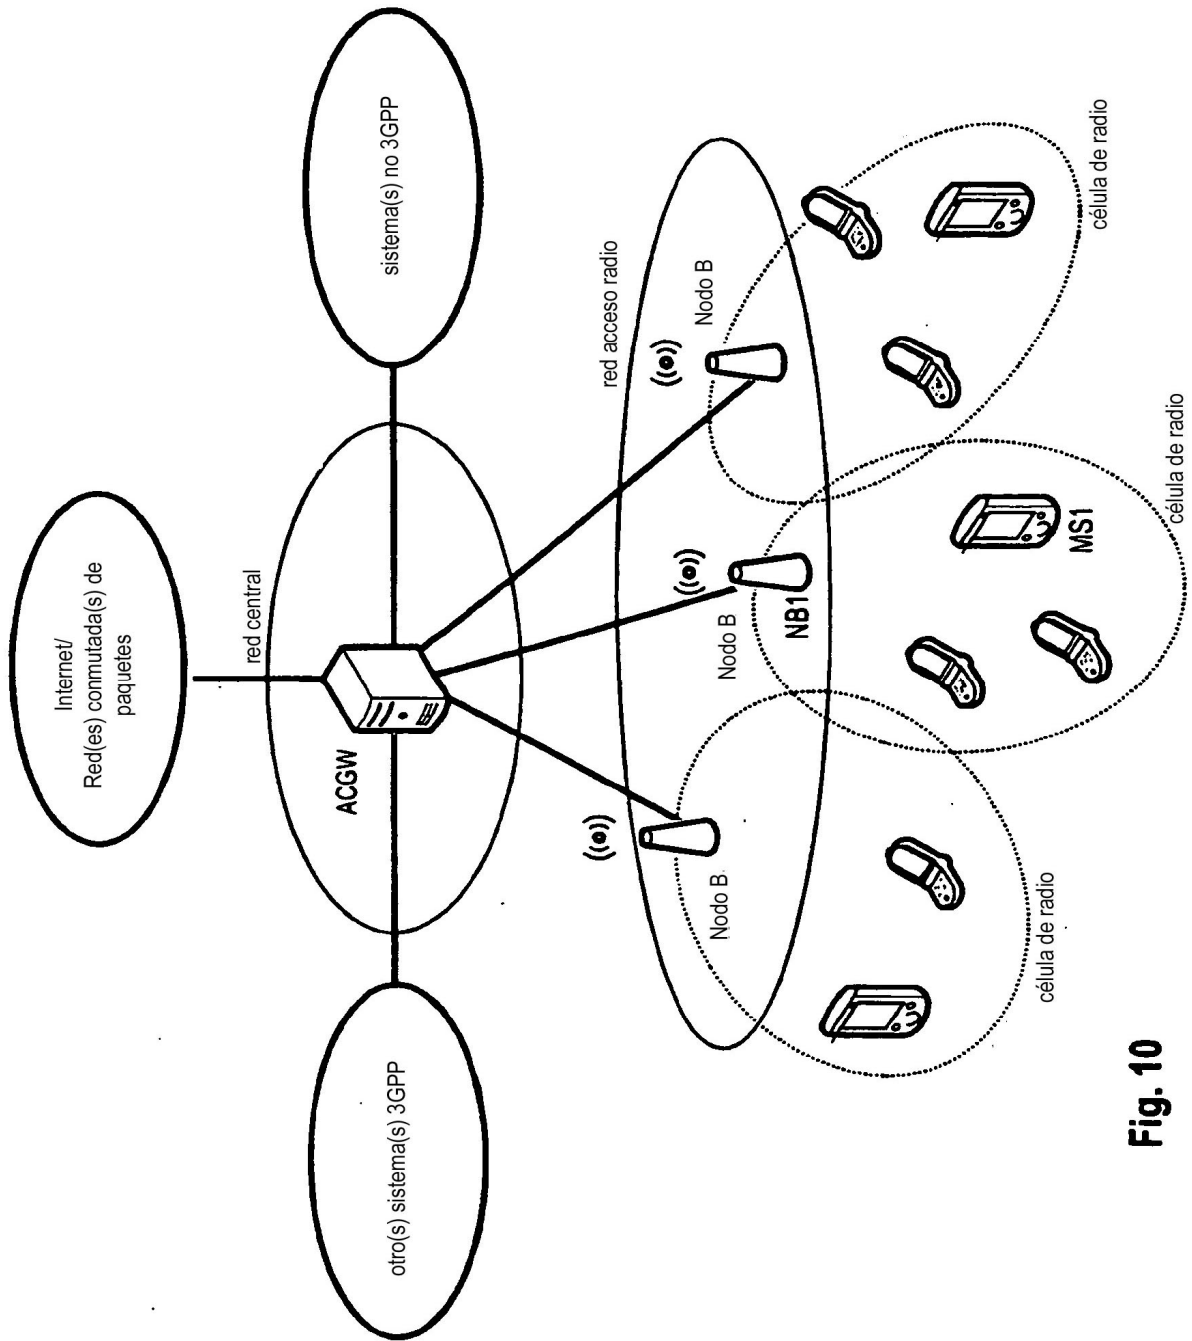 Internet/
Red(es) conmutada(s) de
paquetes
otro(s) sistema(s) 3GPP
red central
ACGW
sistema(s) no 3GPP
red acceso radio
Nodo B
Nodo B
NB1
Nodo B
MS1
célula de radio
célula de radio
célula de radio
Fig. 10